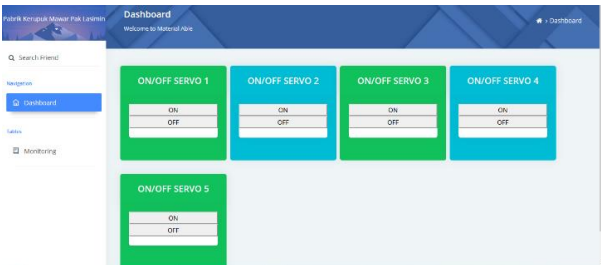 Pabrik Kerupuk Mawar Pak Lasimin
Dashboard
Welcome to Material Able
Dashboard
Search Friend
Navigation
Dashboard
Tables
Monitoring
ON/OFF SERVO 1
ON
OFF
ON/OFF SERVO 2
ON
OFF
ON/OFF SERVO 3
ON
OFF
ON/OFF SERVO 4
ON
OFF
ON/OFF SERVO 5
ON
OFF